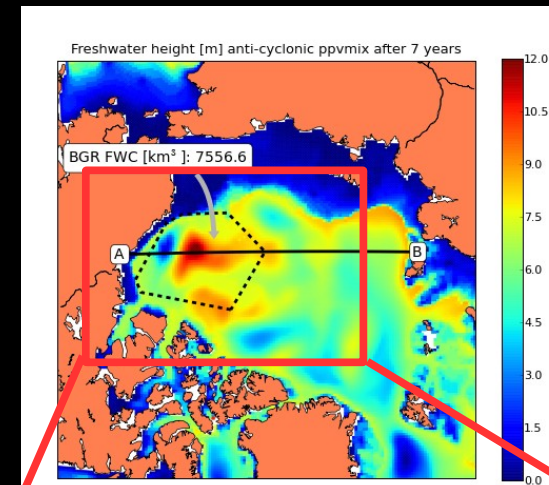 Freshwater height [m] anti-cyclonic ppvmix after 7 years
BGR FWC [km³ ]: 7556.6
A
B
12.0
10.5
9.0
7.5
6.0
4.5
3.0
1.5
0.0